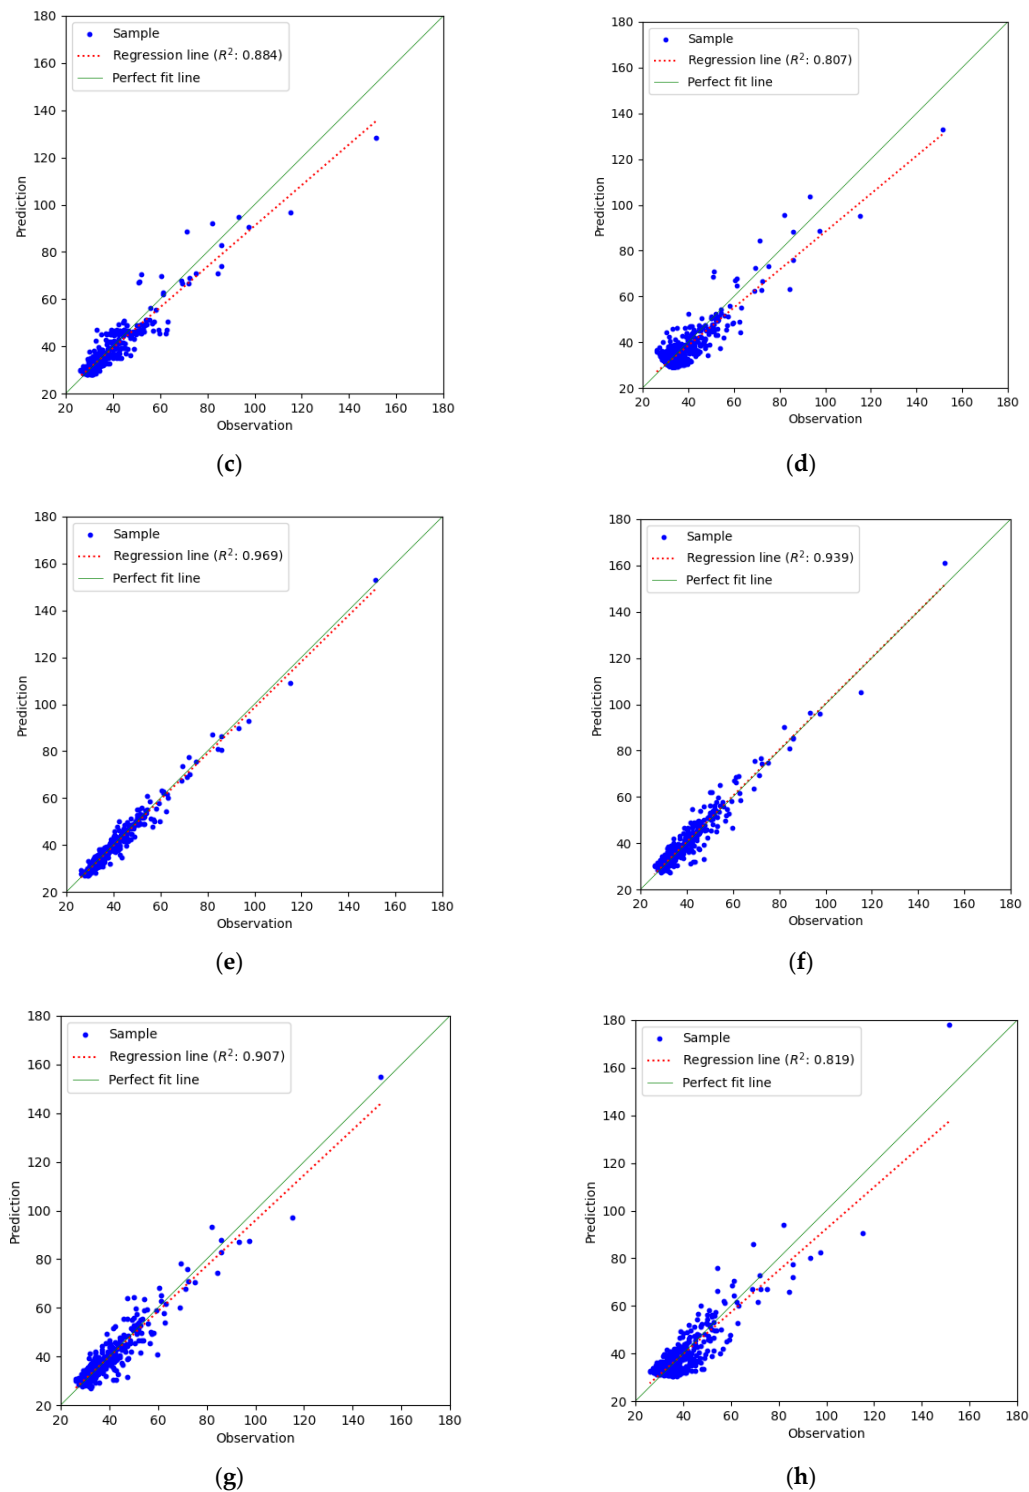 180
160
140
120
100
80
60
40
20
Prediction
Sample
Regression line (R²: 0.884)
Perfect fit line
20 40 60 80 100 120 140 160 180
Observation
(c)
180
160
140
120
100
80
60
40
20
Prediction
Sample
Regression line (R²: 0.807)
Perfect fit line
20 40 60 80 100 120 140 160 180
Observation
(d)
180
160
140
120
100
80
60
40
20
Prediction
Sample
Regression line (R²: 0.969)
Perfect fit line
20 40 60 80 100 120 140 160 180
Observation
(e)
180
160
140
120
100
80
60
40
20
Prediction
Sample
Regression line (R²: 0.939)
Perfect fit line
20 40 60 80 100 120 140 160 180
Observation
(f)
180
160
140
120
100
80
60
40
20
Prediction
Sample
Regression line (R²: 0.907)
Perfect fit line
20 40 60 80 100 120 140 160 180
Observation
(g)
180
160
140
120
100
80
60
40
20
Prediction
Sample
Regression line (R²: 0.819)
Perfect fit line
20 40 60 80 100 120 140 160 180
Observation
(h)